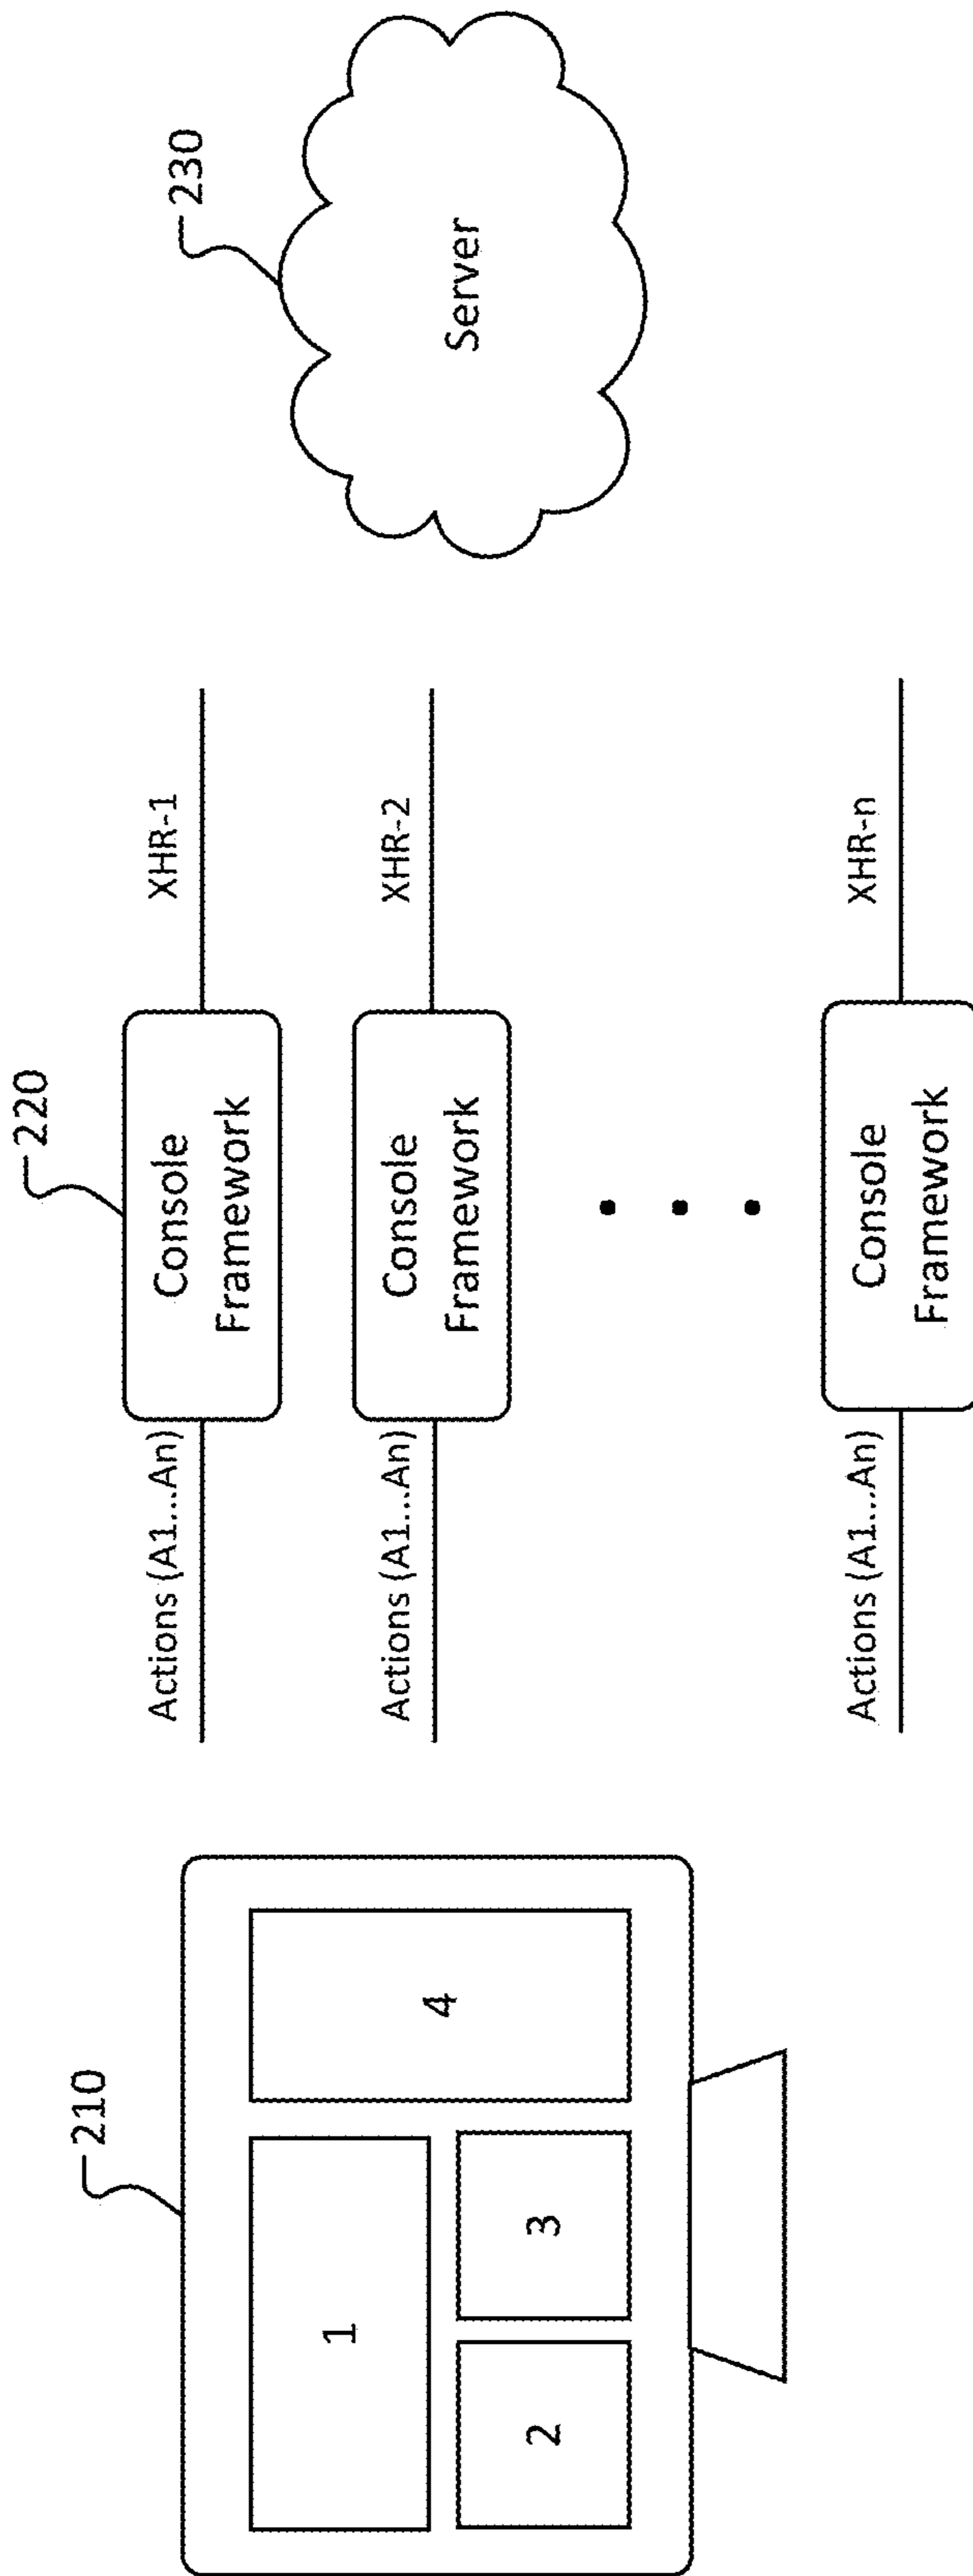 210
1
2
3
4
220
Actions (A1...An)
Console
Framework
XHR-1
Actions (A1...An)
Console
Framework
XHR-2
Actions (A1...An)
Console
Framework
XHR-n
230
Server